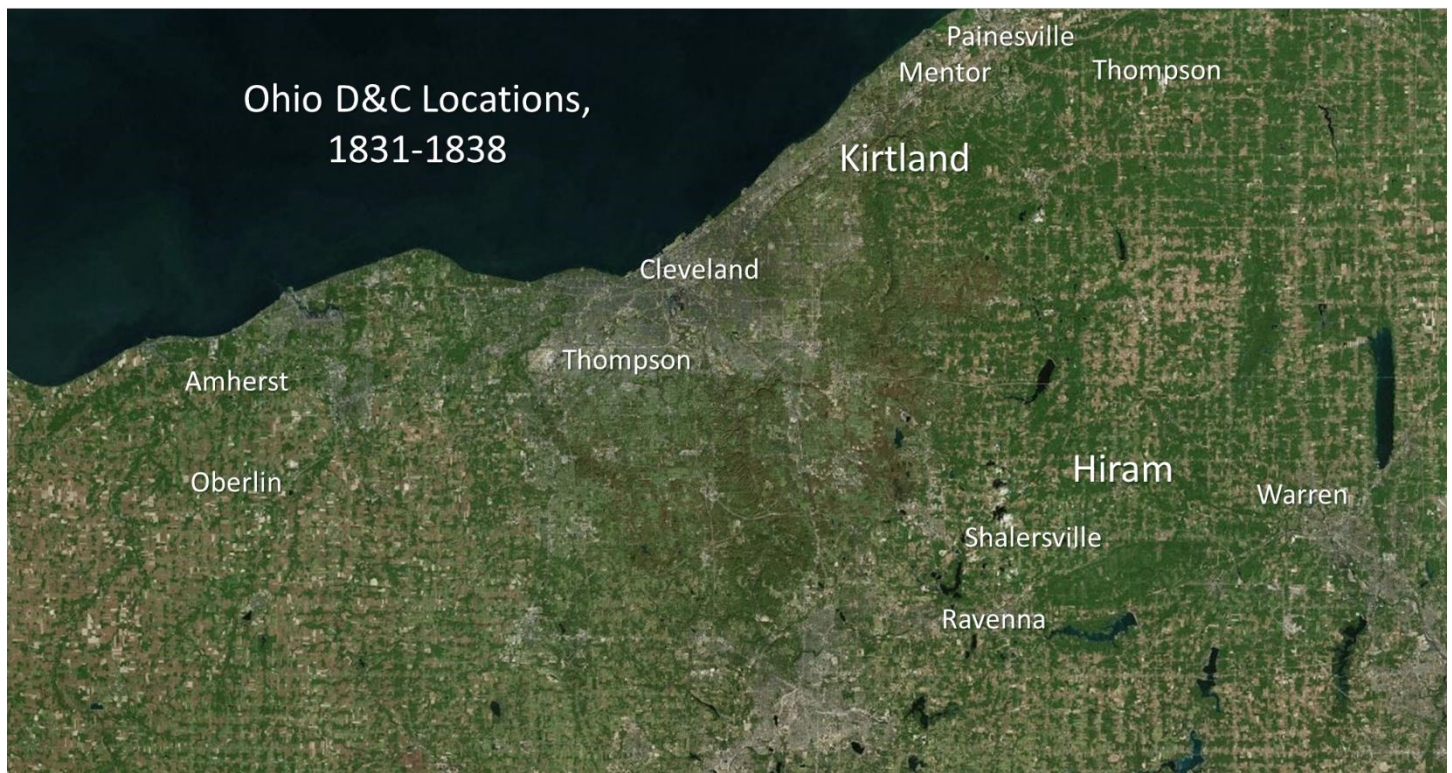 Ohio D&C Locations,
1831-1838
Painesville
Mentor
Thompson
Kirtland
Cleveland
Thompson
Amherst
Oberlin
Hiram
Warren
Shalersville
Ravenna